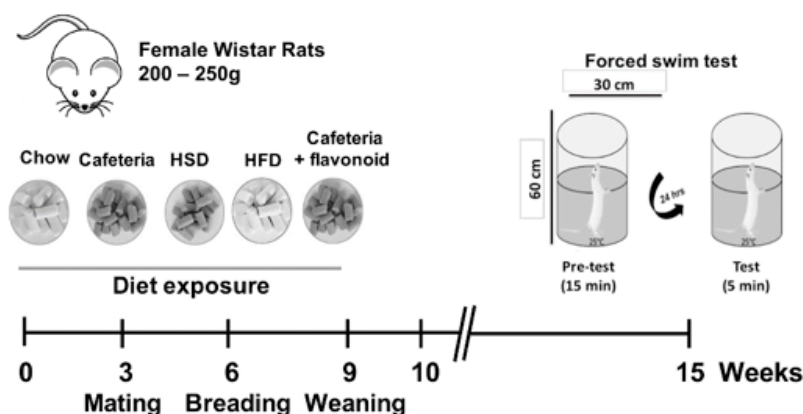 Female Wistar Rats
200 – 250g
Chow
Cafeteria
HSD
HFD
Cafeteria
+ flavonoid
Diet exposure
Forced swim test
30 cm
60 cm
24 hrs
25°C
25°C
Pre-test
(15 min)
Test
(5 min)
0
3
6
9
10
15 Weeks
Mating
Breading
Weaning